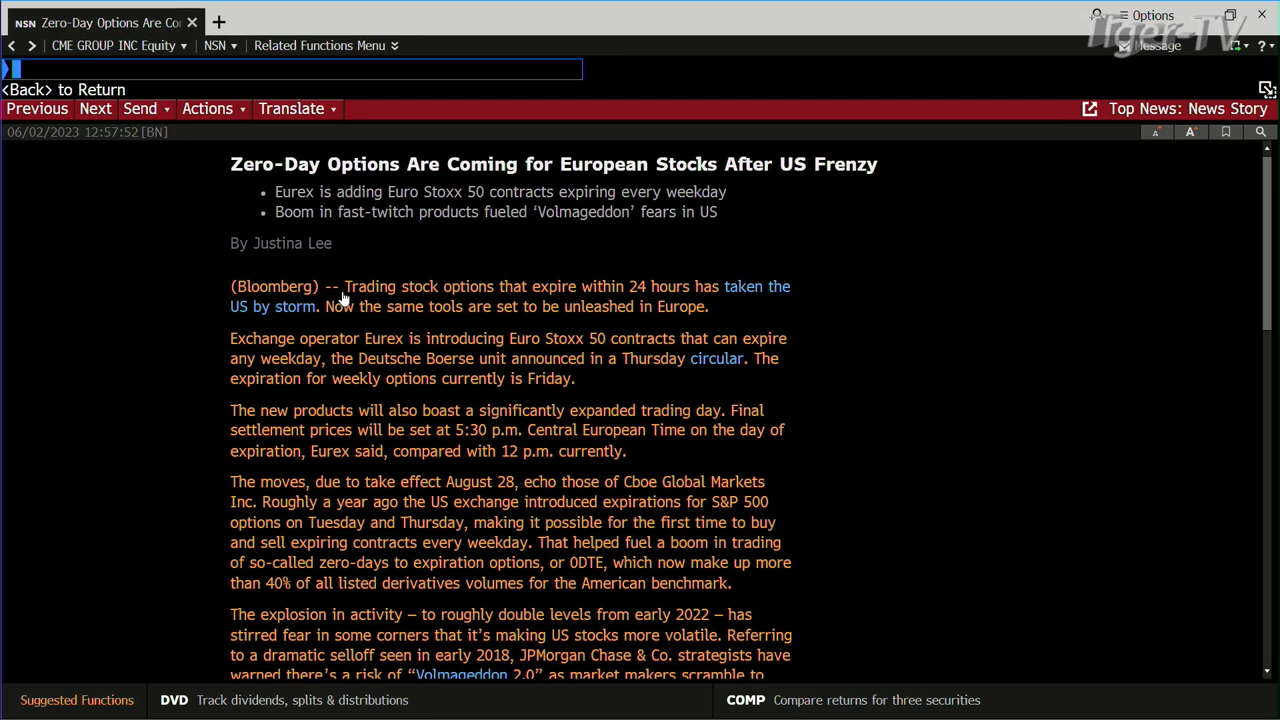 NSN Zero-Day Options Are Co
Options
CME GROUP INC Equity
NSN
Related Functions Menu
Message
Tiger-TV
<Back> to Return
Previous Next Send Actions Translate
Top News: News Story
06/02/2023 12:57:52[BN]
Zero-Day Options Are Coming for European Stocks After US Frenzy
• Eurex is adding Euro Stoxx 50 contracts expiring every weekday
• Boom in fast-twitch products fueled ‘Volmageddon’ fears in US
By Justina Lee
(Bloomberg) -- Trading stock options that expire within 24 hours has taken the
US by storm. Now the same tools are set to be unleashed in Europe.
Exchange operator Eurex is introducing Euro Stoxx 50 contracts that can expire
any weekday, the Deutsche Boerse unit announced in a Thursday circular. The
expiration for weekly options currently is Friday.
The new products will also boast a significantly expanded trading day. Final
settlement prices will be set at 5:30 p.m. Central European Time on the day of
expiration, Eurex said, compared with 12 p.m. currently.
The moves, due to take effect August 28, echo those of Cboe Global Markets
Inc. Roughly a year ago the US exchange introduced expirations for S&P 500
options on Tuesday and Thursday, making it possible for the first time to buy
and sell expiring contracts every weekday. That helped fuel a boom in trading
of so-called zero-days to expiration options, or 0DTE, which now make up more
than 40% of all listed derivatives volumes for the American benchmark.
The explosion in activity – to roughly double levels from early 2022 – has
stirred fear in some corners that it’s making US stocks more volatile. Referring
to a dramatic selloff seen in early 2018, JPMorgan Chase & Co. strategists have
warned there’s a risk of “Volmageddon 2.0” as market makers scramble to
Suggested Functions
DVD Track dividends, splits & distributions
COMP Compare returns for three securities